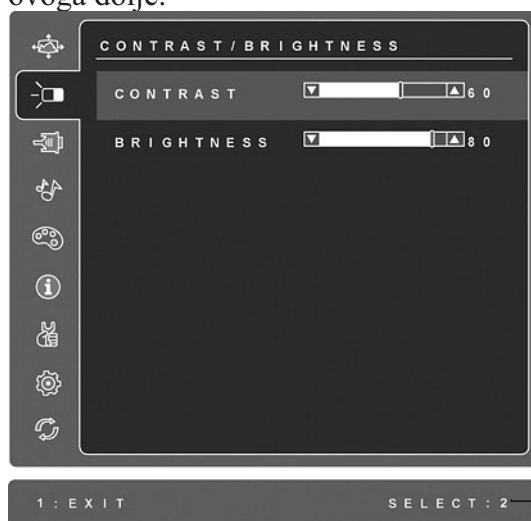 ovoga dolje.
CONTRAST/BRIGHTNESS
CONTRAST 60
BRIGHTNESS 80
1:EXIT SELECT:2